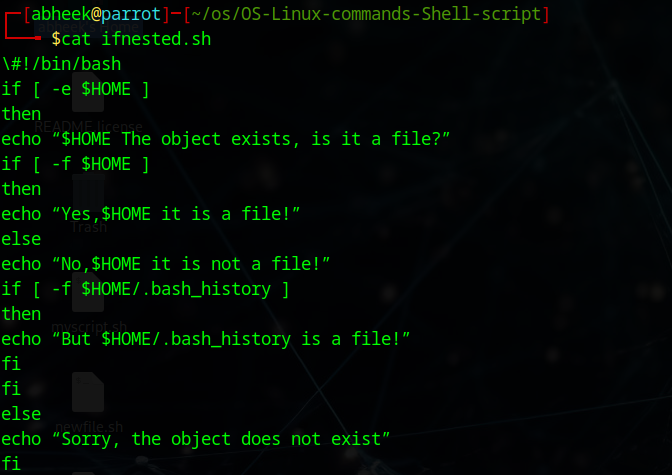 ┌─[abheek@parrot]─[~/os/OS-Linux-commands-Shell-script]
└──╼ $cat ifnested.sh
\#!/bin/bash
if [ -e $HOME ]
then
README.license
echo “$HOME The object exists, is it a file?”
if [ -f $HOME ]
then
echo “Yes,$HOME it is a file!”
Trash
else
echo “No,$HOME it is not a file!”
if [ -f $HOME/.bash_history ]
then
myscript.sh
echo “But $HOME/.bash_history is a file!”
fi
fi
else
newfile.sh
echo “Sorry, the object does not exist”
fi